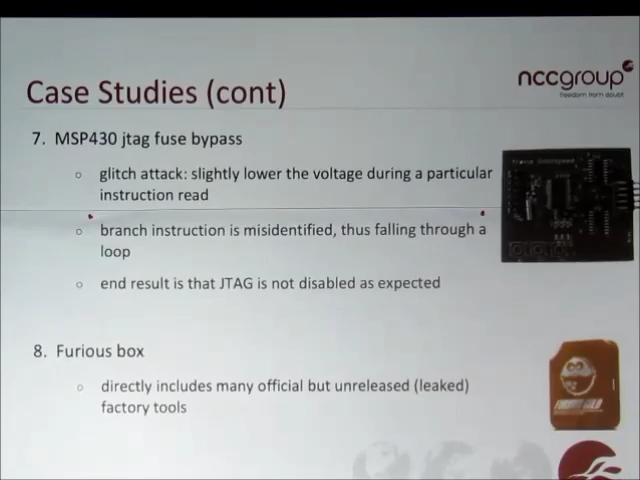 nccgroup
freedom from doubt
Case Studies (cont)
7. MSP430 jtag fuse bypass
○ glitch attack: slightly lower the voltage during a particular
instruction read
○ branch instruction is misidentified, thus falling through a
loop
○ end result is that JTAG is not disabled as expected
8. Furious box
○ directly includes many official but unreleased (leaked)
factory tools